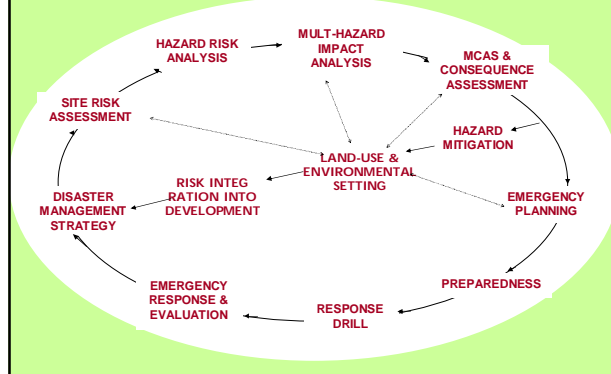 MULT-HAZARD
IMPACT
ANALYSIS
HAZARD RISK
ANALYSIS
MCAS &
CONSEQUENCE
ASSESSMENT
SITE RISK
ASSESSMENT
HAZARD
MITIGATION
LAND-USE &
ENVIRONMENTAL
SETTING
RISK INTEG
RATION INTO
DEVELOPMENT
DISASTER
MANAGEMENT
STRATEGY
EMERGENCY
PLANNING
PREPAREDNESS
EMERGENCY
RESPONSE &
EVALUATION
RESPONSE
DRILL